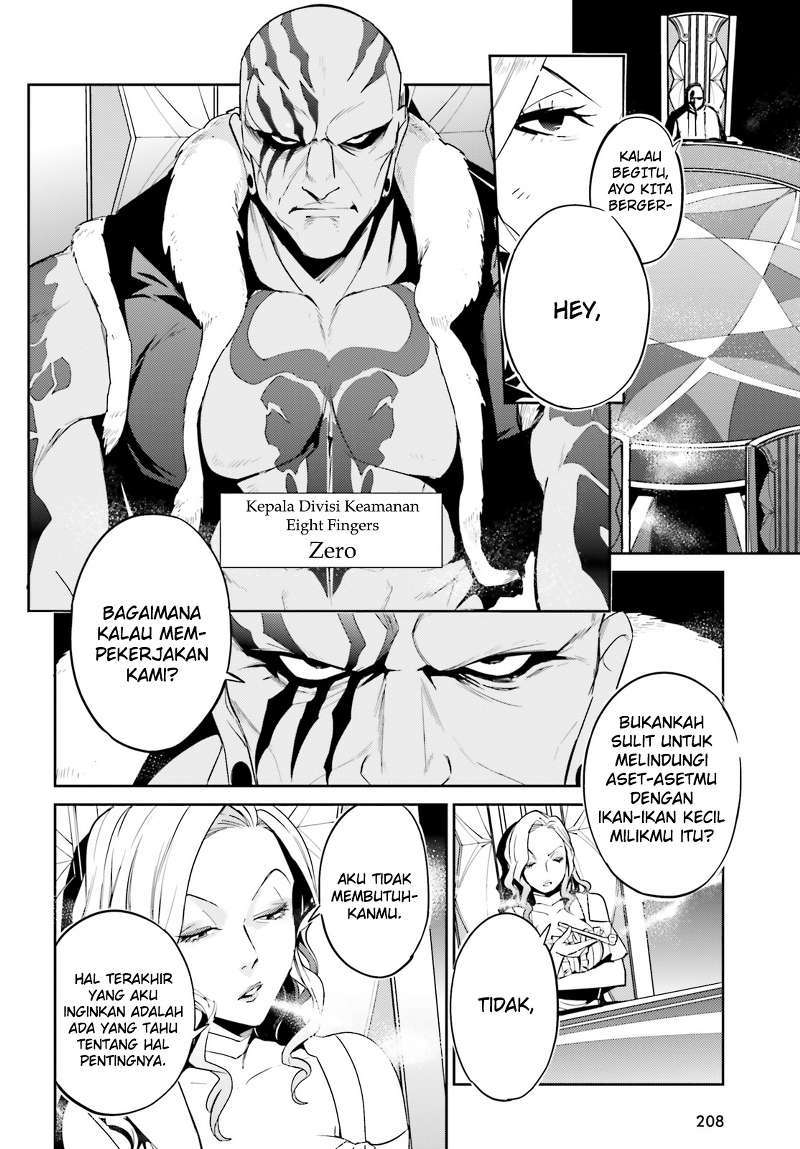 KALAU
BEGITU,
AYO KITA
BERGER-
HEY,
Kepala Divisi Keamanan
Eight Fingers
Zero
BAGAIMANA
KALAU MEM-
PEKERJAKAN
KAMI?
BUKANKAH
SULIT UNTUK
MELINDUNGI
ASET-ASETMU
DENGAN
IKAN-IKAN KECIL
MILIKMU ITU?
TIDAK,
AKU TIDAK
MEMBUTUH-
KANMU.
HAL TERAKHIR
YANG AKU
INGINKAN ADALAH
ADA YANG TAHU
TENTANG HAL
PENTINGNYA.
208